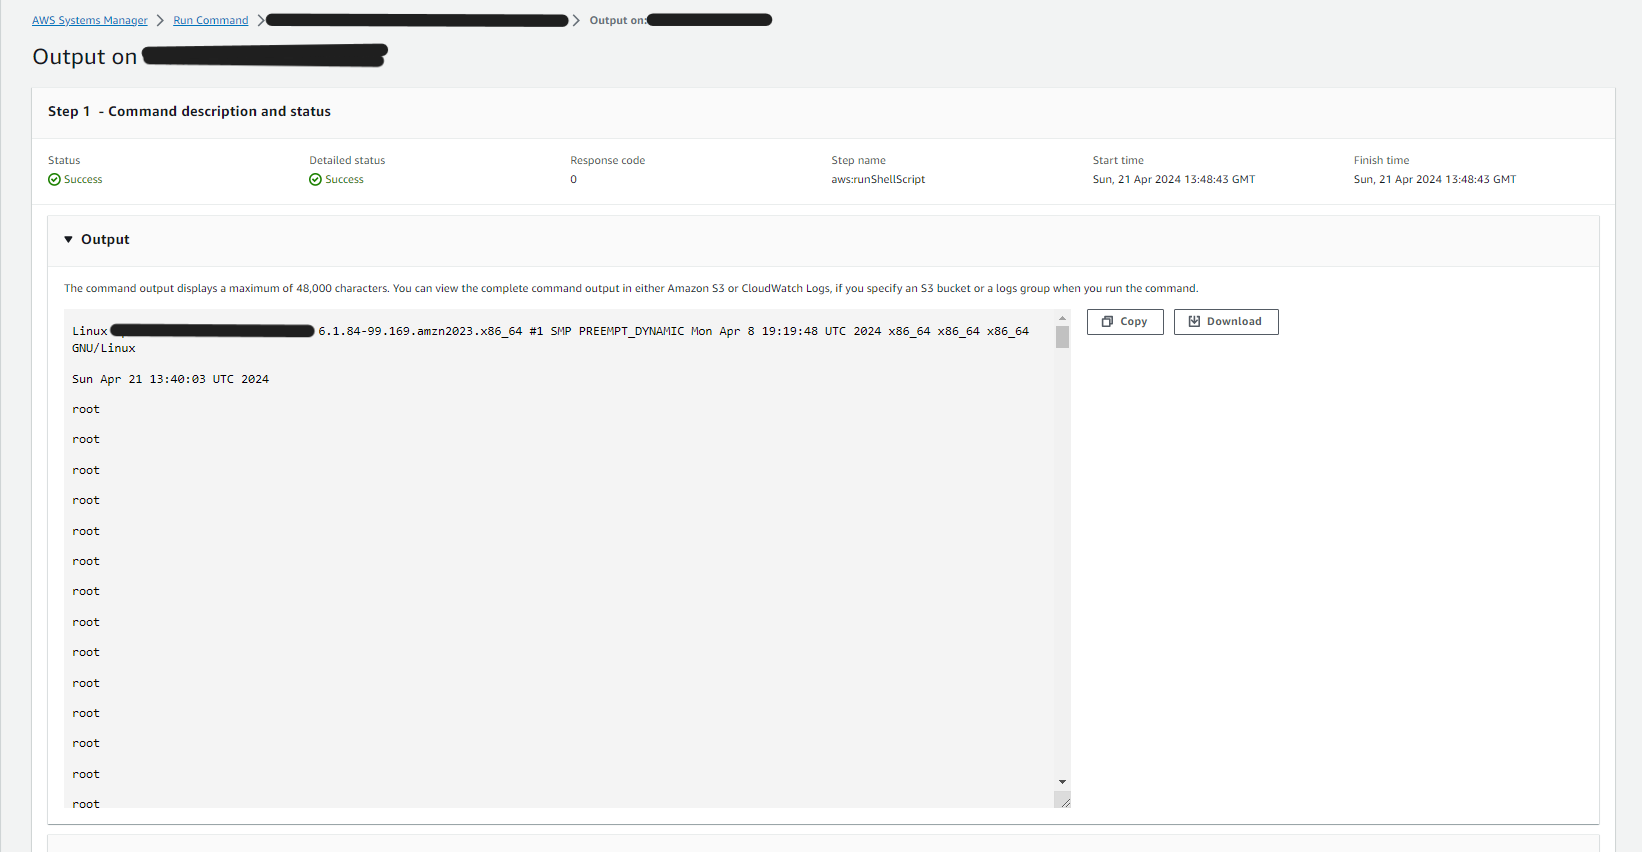 AWS Systems Manager > Run Command > > Output on:
Output on
Step 1 - Command description and status
Status Detailed status Response code Step name Start time Finish time
Success Success 0 aws:runShellScript Sun, 21 Apr 2024 13:48:43 GMT Sun, 21 Apr 2024 13:48:43 GMT
Output
The command output displays a maximum of 48,000 characters. You can view the complete command output in either Amazon S3 or CloudWatch Logs, if you specify an S3 bucket or a logs group when you run the command.
Linux 6.1.84-99.169.amzn2023.x86_64 #1 SMP PREEMPT_DYNAMIC Mon Apr 8 19:19:48 UTC 2024 x86_64 x86_64 x86_64
GNU/Linux
Copy Download
Sun Apr 21 13:40:03 UTC 2024
root
root
root
root
root
root
root
root
root
root
root
root
root
root